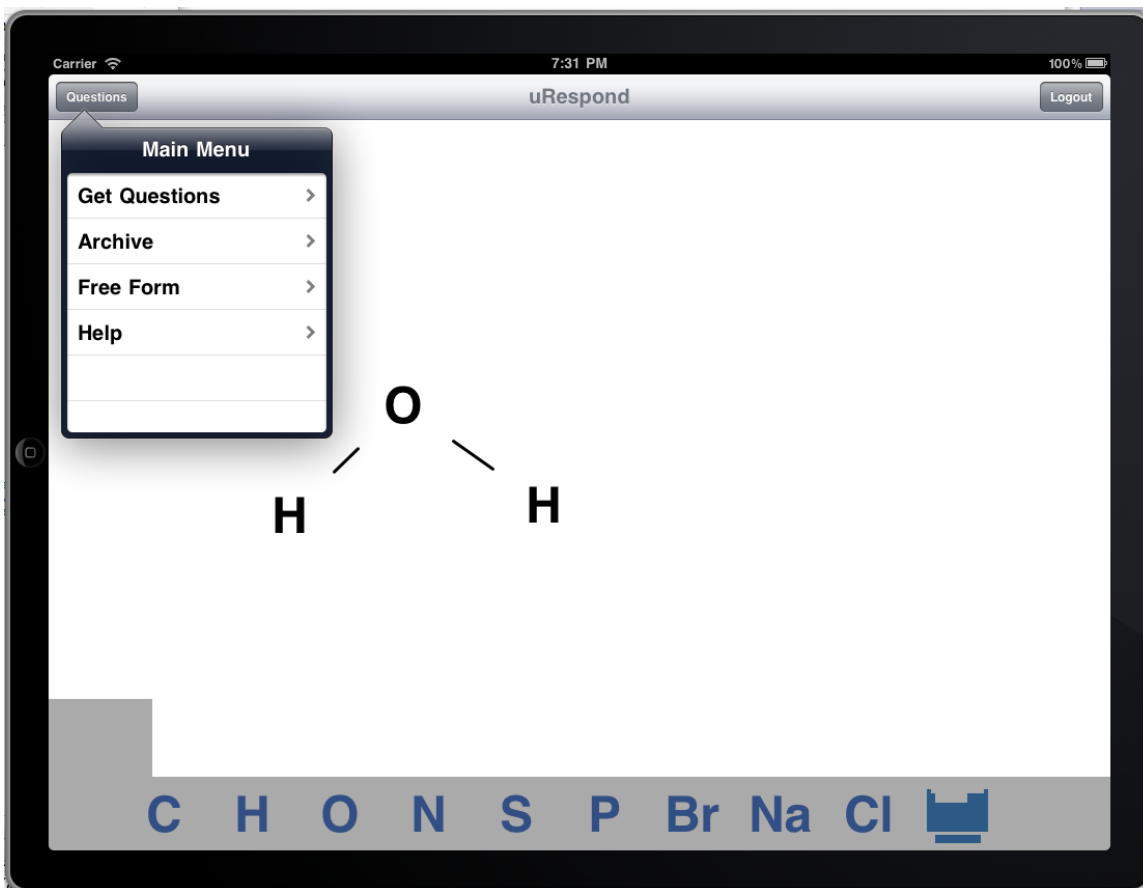 Carrier 7:31 PM 100%
Questions uRespond Logout
Main Menu
Get Questions
Archive
Free Form
Help
O
H H
C H O N S P Br Na Cl